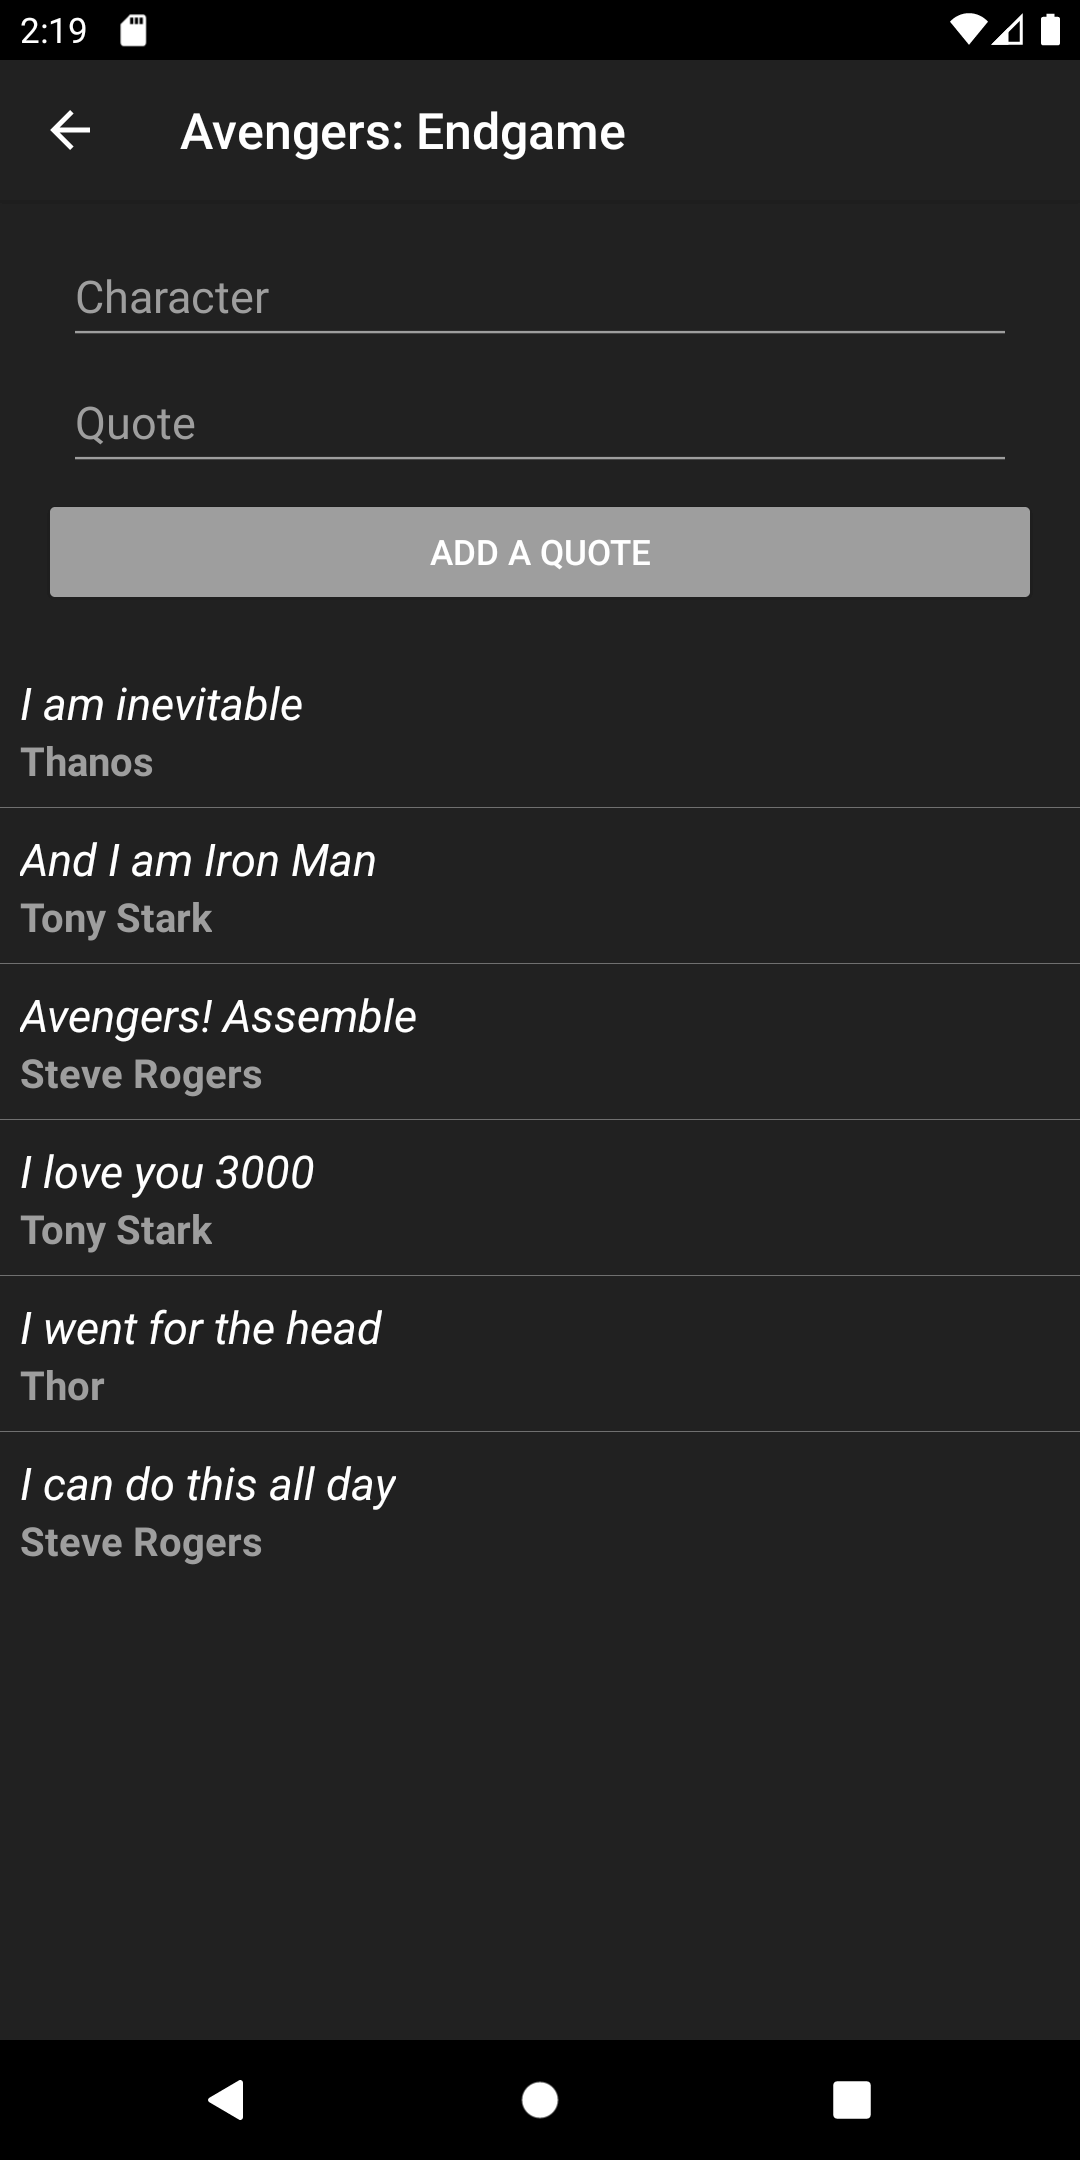 2:19
Avengers: Endgame
Character
Quote
ADD A QUOTE
I am inevitable
Thanos
And I am Iron Man
Tony Stark
Avengers! Assemble
Steve Rogers
I love you 3000
Tony Stark
I went for the head
Thor
I can do this all day
Steve Rogers